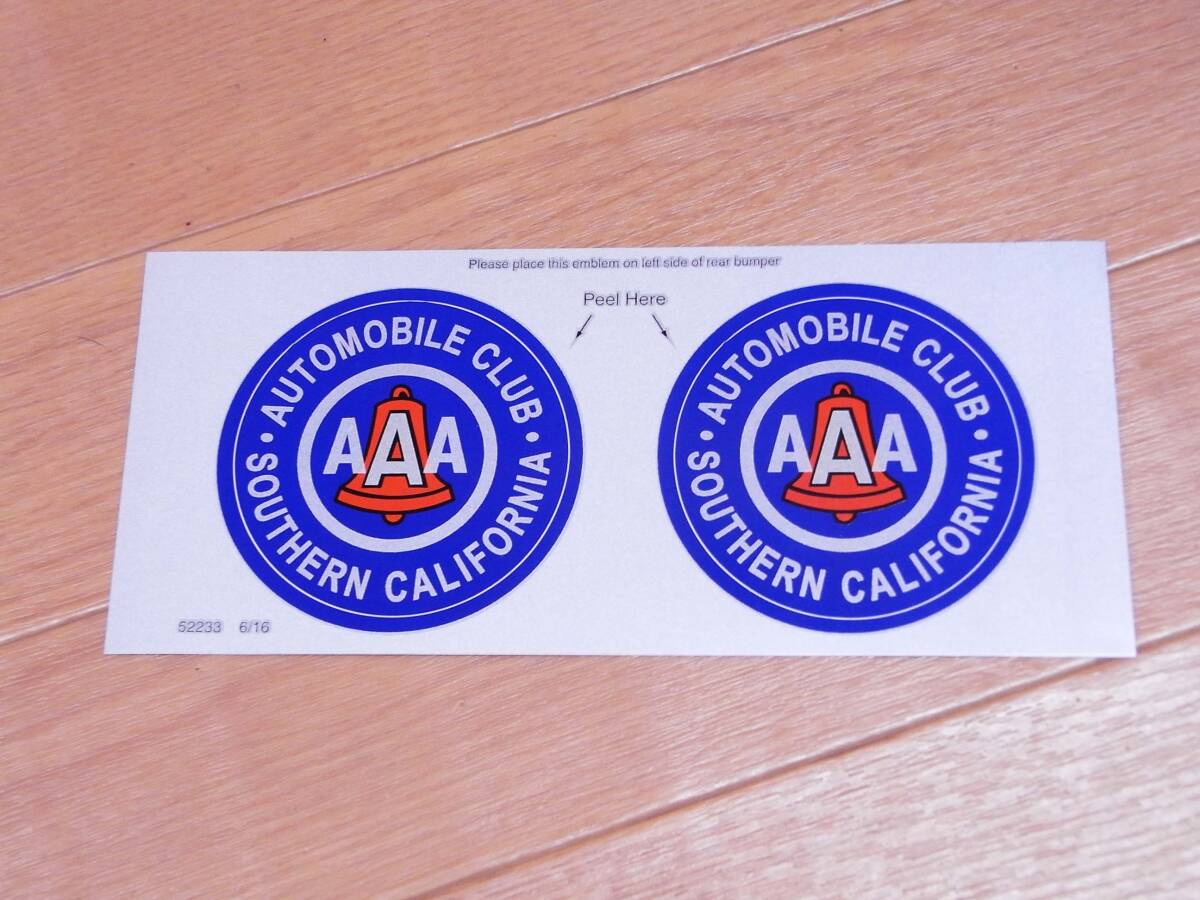 Please place this emblem on left side of rear bumper
Peel Here
• AUTOMOBILE CLUB •
SOUTHERN CALIFORNIA
AAA
• AUTOMOBILE CLUB •
SOUTHERN CALIFORNIA
AAA
52233 6/16